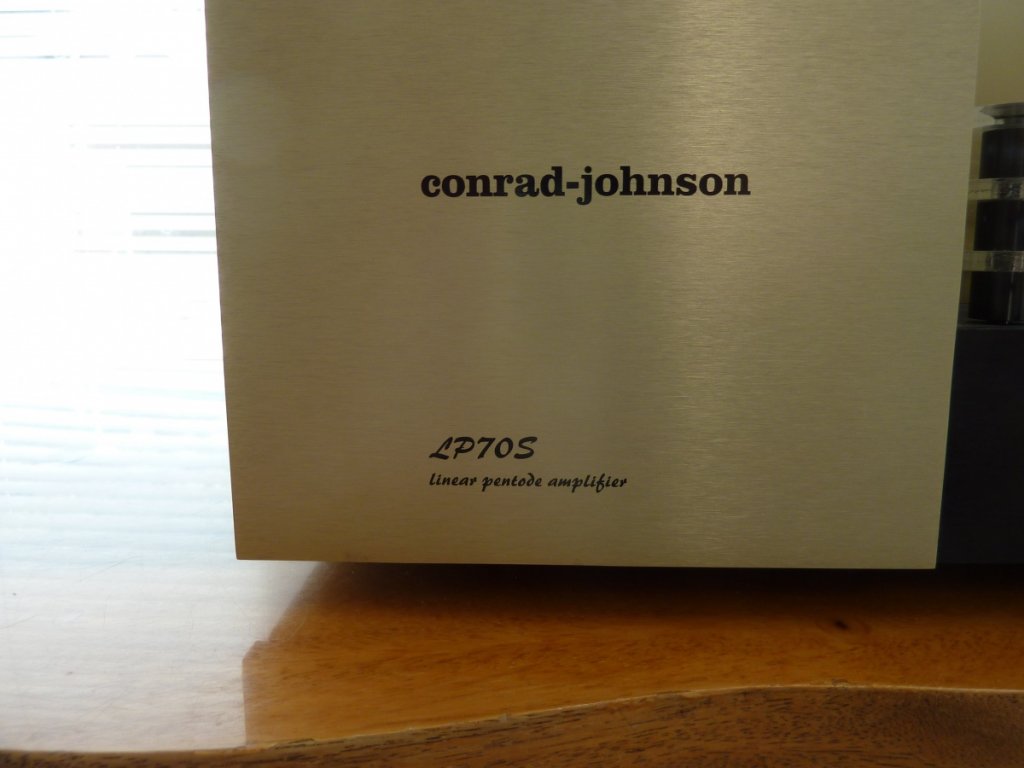 conrad-johnson
LP70S
linear pentode amplifier